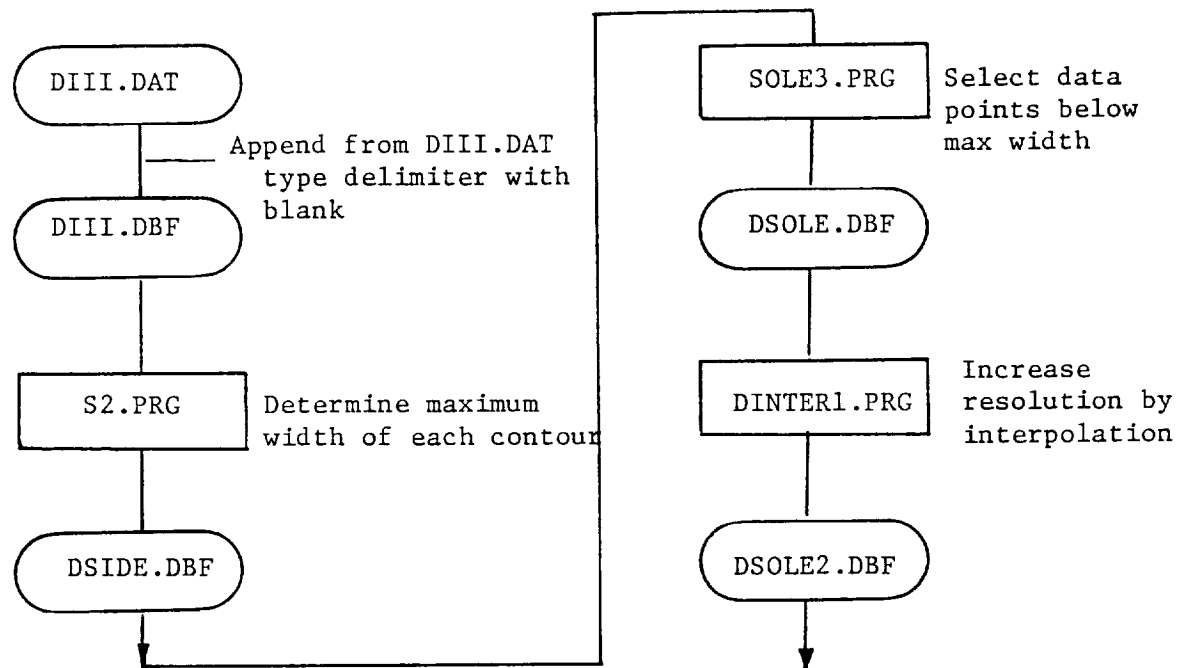 DIII.DAT
Append from DIII.DAT
type delimiter with
blank
DIII.DBF
S2.PRG
Determine maximum
width of each contour
DSIDE.DBF
SOLE3.PRG
Select data
points below
max width
DSOLE.DBF
DINTER1.PRG
Increase
resolution by
interpolation
DSOLE2.DBF